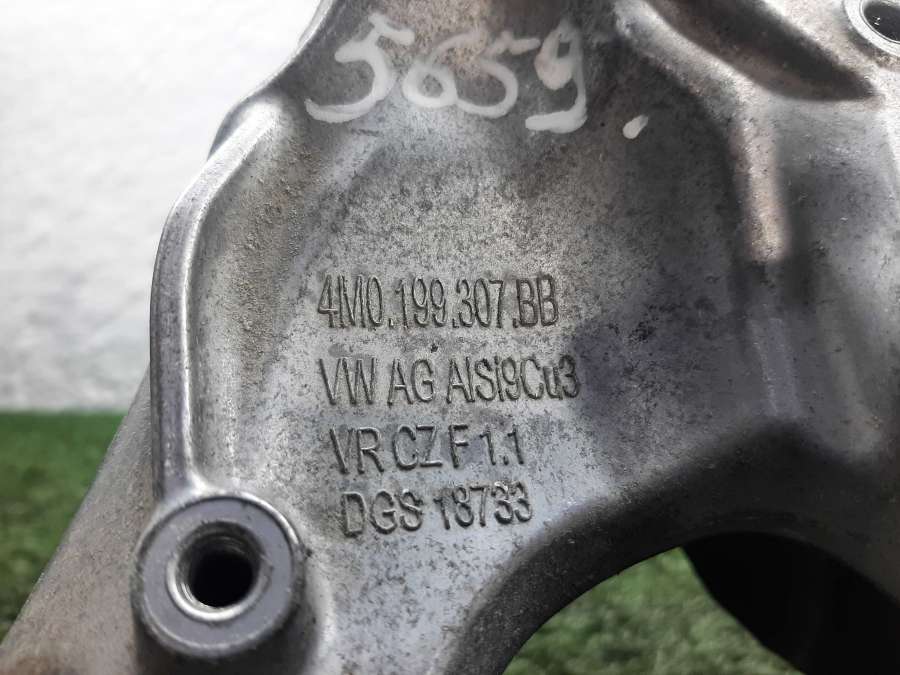 5659.
4M0.199.307.BB
VW AG AlSi9Cu3
VR CZ F 1.1
DGS 18733